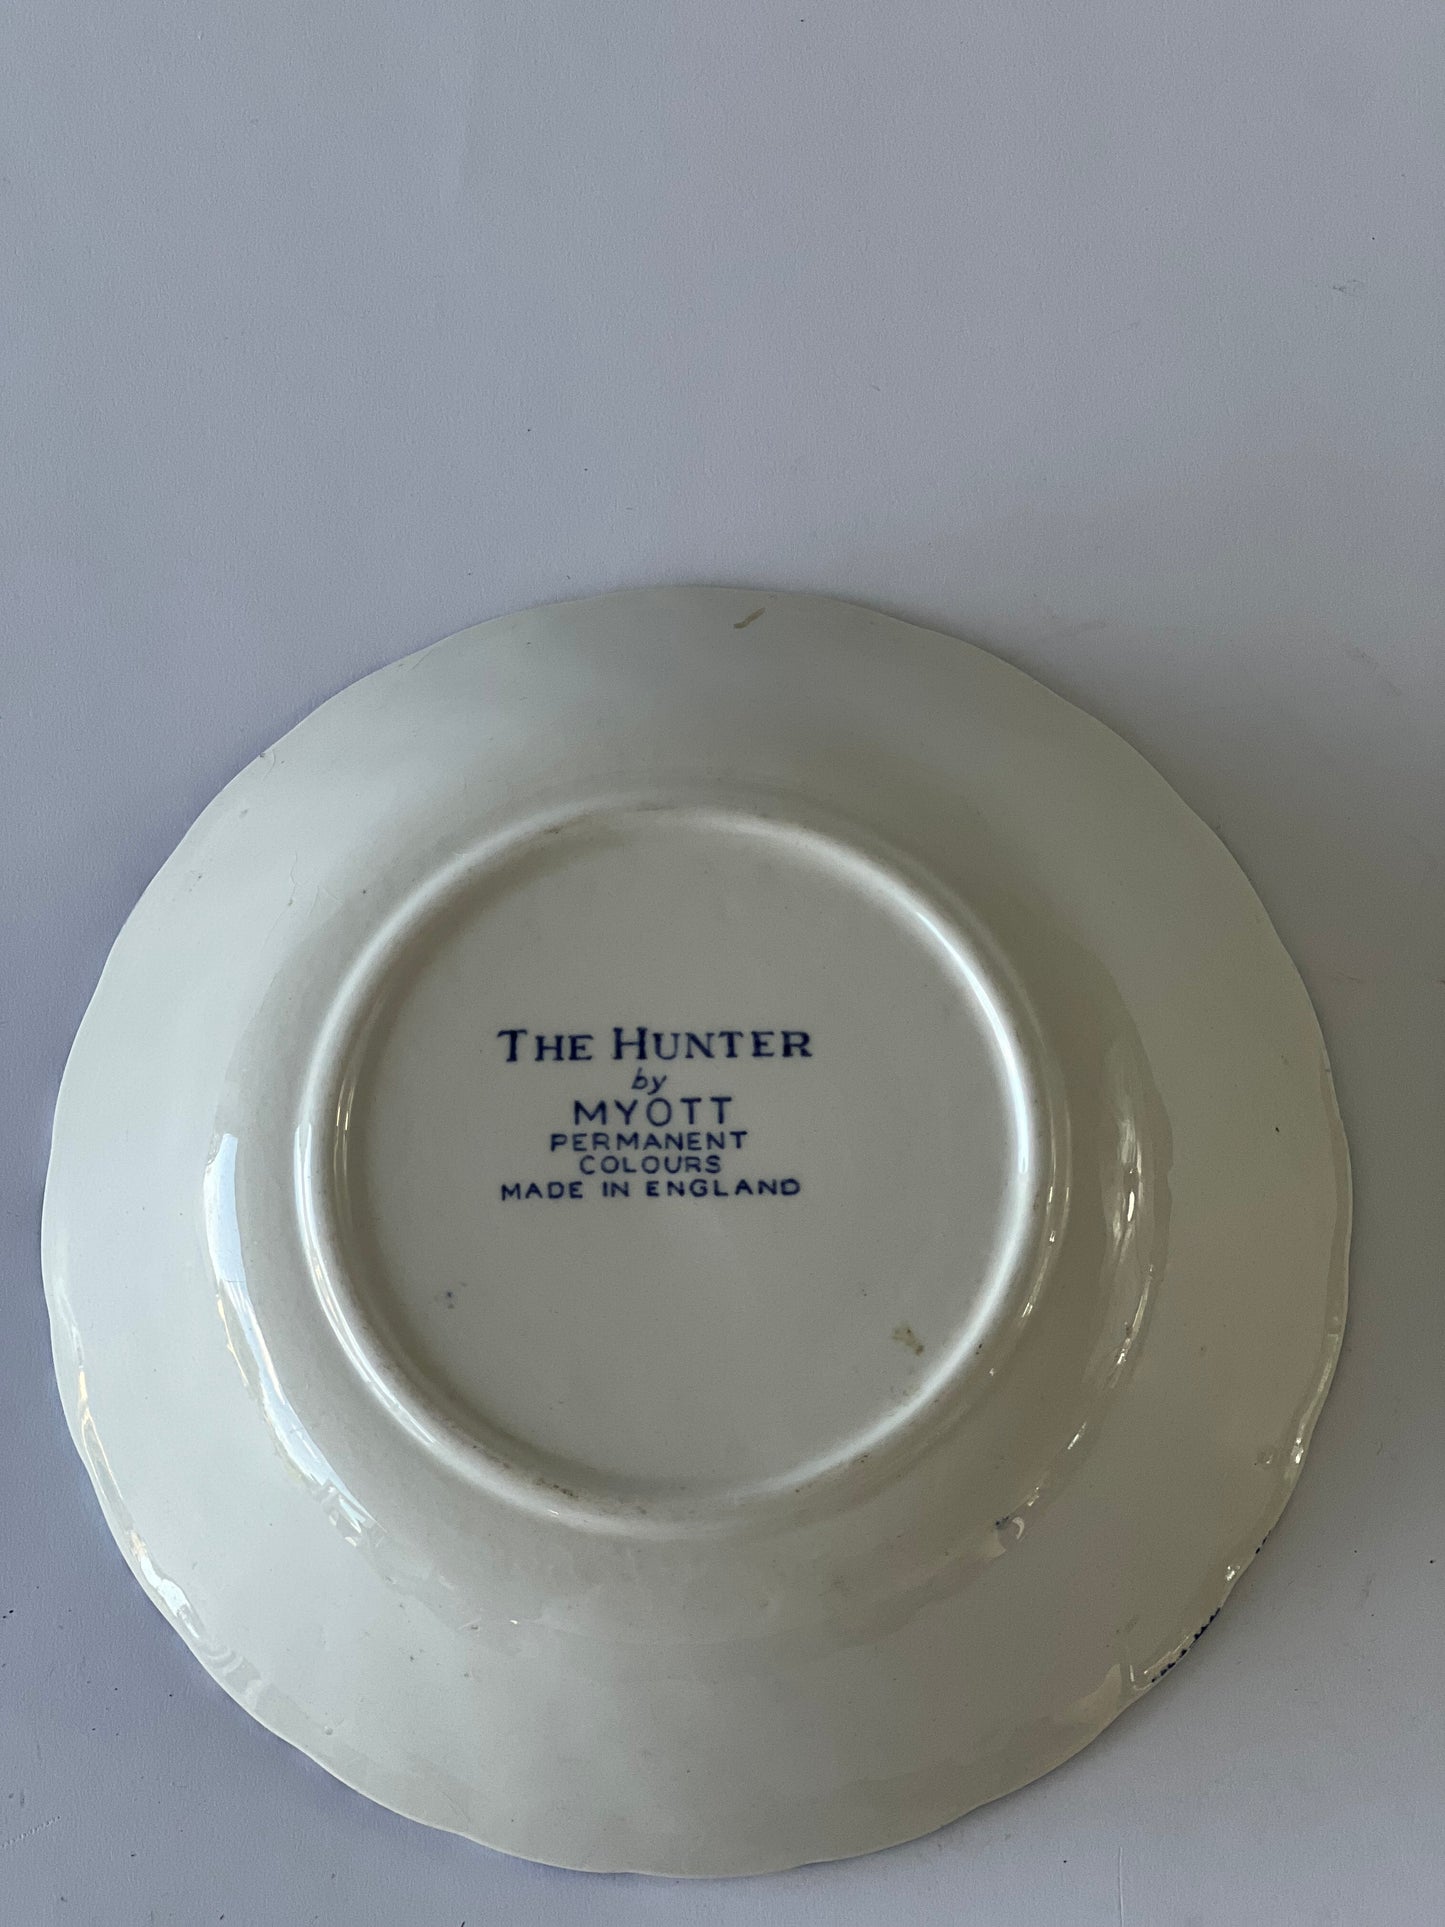 THE HUNTER
by
MYOTT
PERMANENT
COLOURS
MADE IN ENGLAND